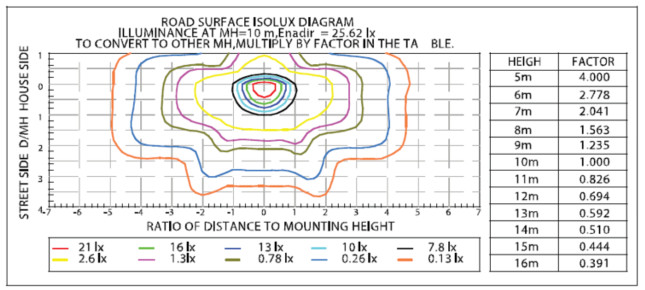 ROAD SURFACE ISOLUX DIAGRAM
ILLUMINANCE AT MH=10 m,Enadir = 25.62 lx
TO CONVERT TO OTHER MH,MULTIPLY BY FACTOR IN THE TA BLE.
STREET SIDE D/MH HOUSE SIDE
1
0
1
2
3
4
-7 -6 -5 -4 -3 -2 -1 0 1 2 3 4 5 6 7
RATIO OF DISTANCE TO MOUNTING HEIGHT
21 lx 16 lx 13 lx 10 lx 7.8 lx
2.6 lx 1.3lx 0.78 lx 0.26 lx 0.13 lx
HEIGH FACTOR
5m 4.000
6m 2.778
7m 2.041
8m 1.563
9m 1.235
10m 1.000
11m 0.826
12m 0.694
13m 0.592
14m 0.510
15m 0.444
16m 0.391